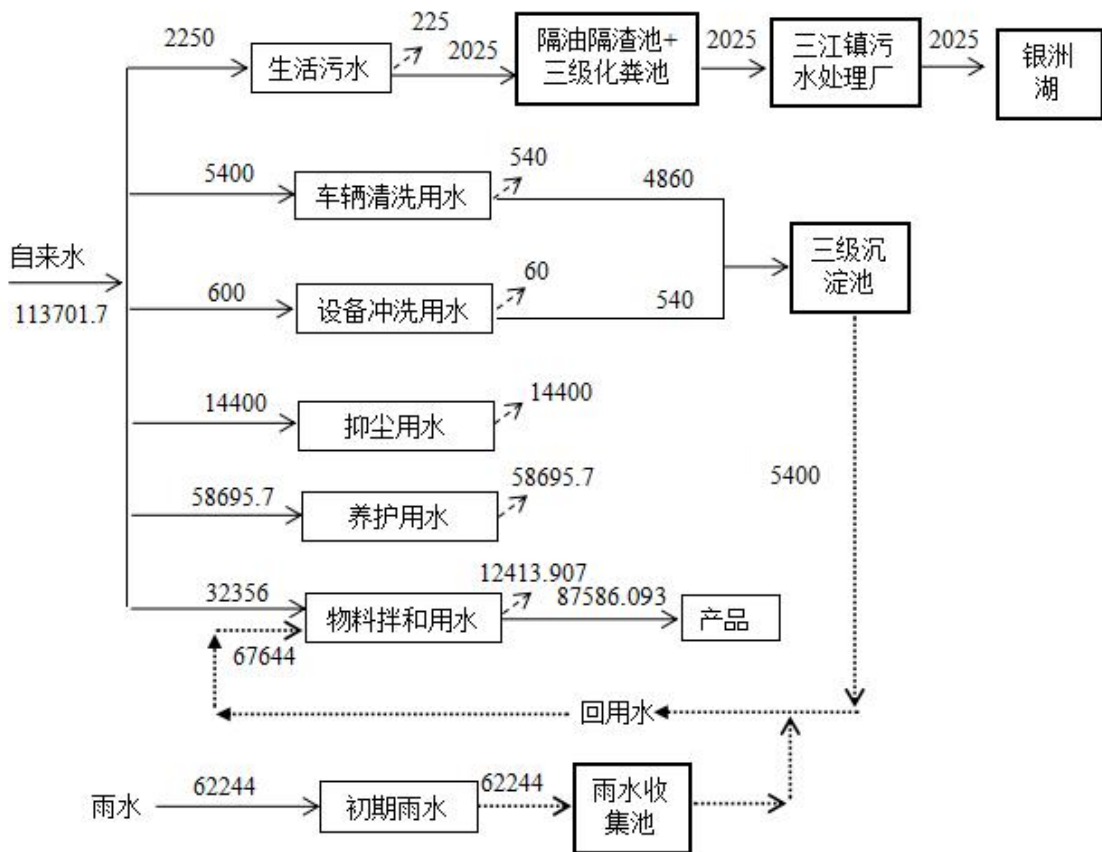 2250
生活污水
225
2025
隔油隔渣池+
三级化粪池
2025
三江镇污
水处理厂
2025
银洲
湖
5400
车辆清洗用水
540
4860
三级沉
淀池
自来水
113701.7
600
设备冲洗用水
60
540
14400
抑尘用水
14400
5400
58695.7
养护用水
58695.7
32356
物料拌和用水
12413.907
87586.093
产品
67644
回用水
雨水
62244
初期雨水
62244
雨水收
集池